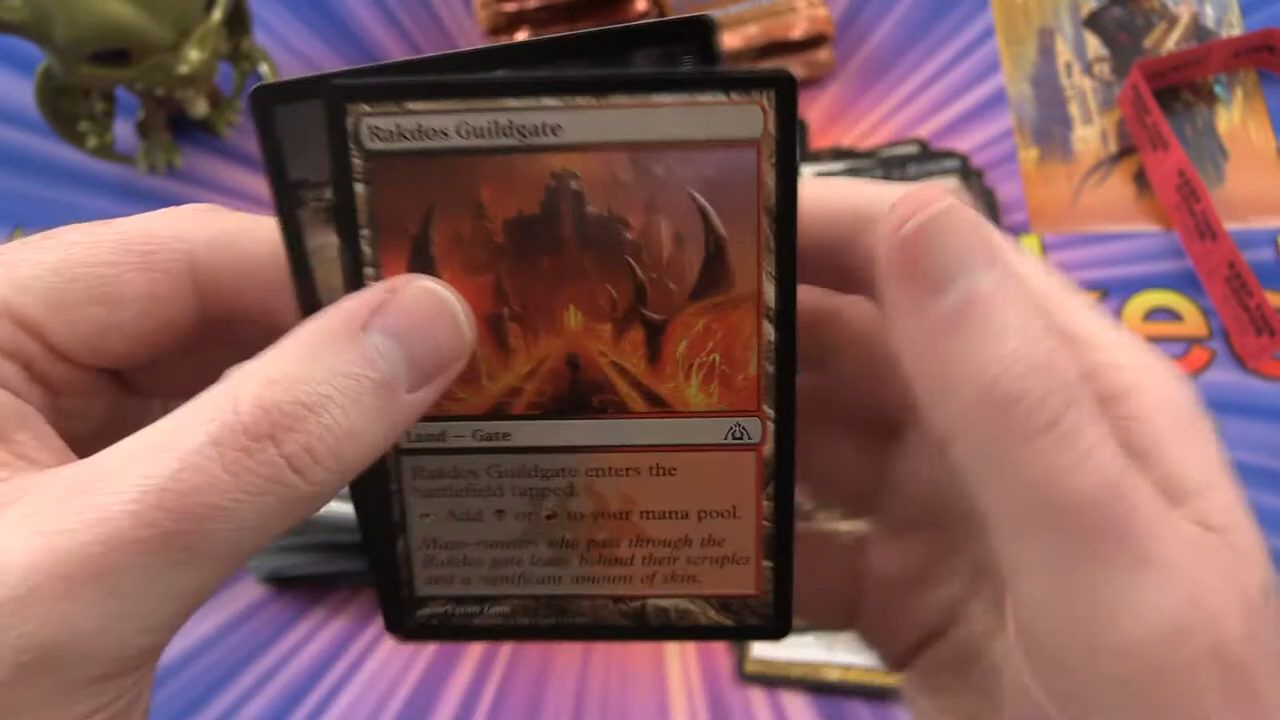 Rakdos Guildgate
Land — Gate
Rakdos Guildgate enters the
battlefield tapped.
: Add or to your mana pool.
Maze-runners who pass through the
Rakdos gate leave behind their scruples
and a significant amount of skin.
e